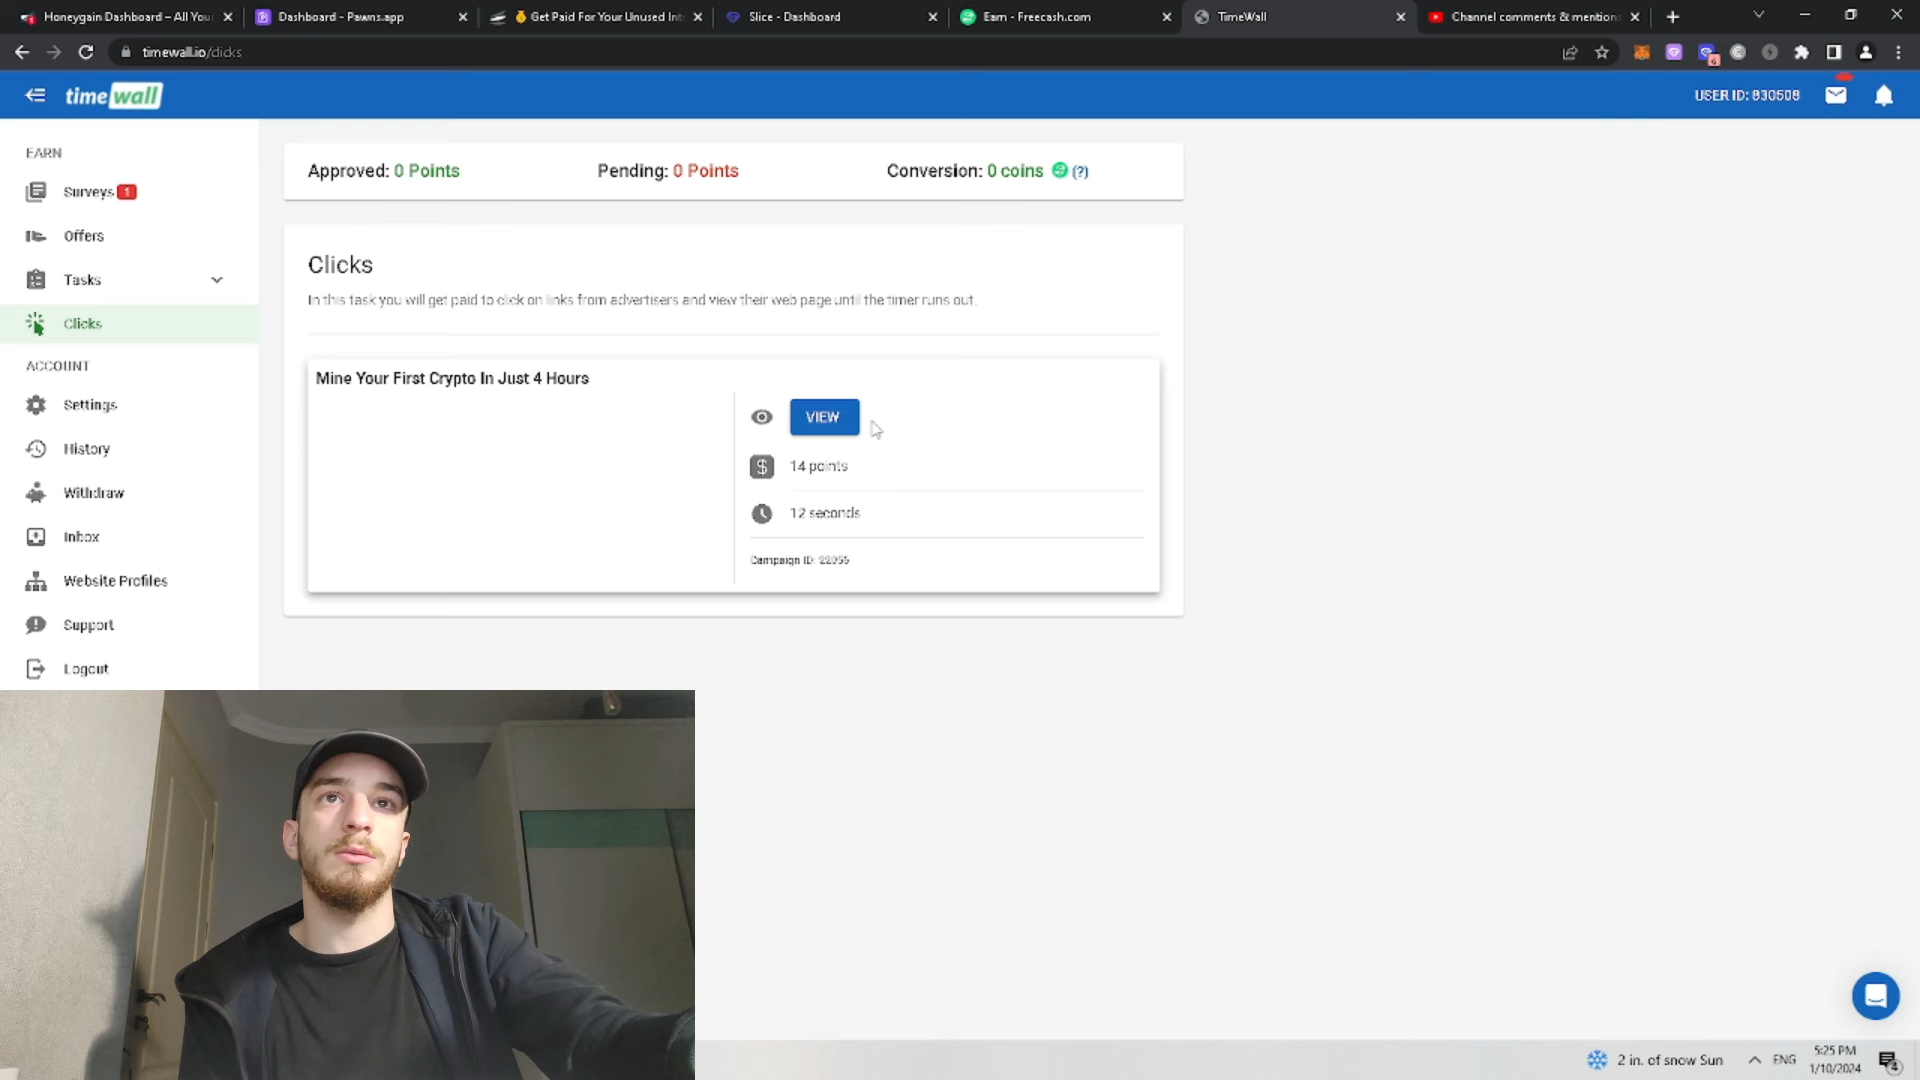 Honeygain Dashboard – All You
Dashboard - Pawns.app
Get Paid For Your Unused Int
Slice - Dashboard
Earn - Freecash.com
TimeWall
Channel comments & mention
timewall.io/clicks
timewall
USER ID: 830508
EARN
Surveys 1
Offers
Tasks
Clicks
ACCOUNT
Settings
History
Withdraw
Inbox
Website Profiles
Support
Logout
Approved: 0 Points
Pending: 0 Points
Conversion: 0 coins (?)
Clicks
In this task you will get paid to click on links from advertisers and view their web page until the timer runs out.
Mine Your First Crypto In Just 4 Hours
VIEW
14 points
12 seconds
Campaign ID: 22055
2 in. of snow Sun
ENG
5:25 PM
1/10/2024
4